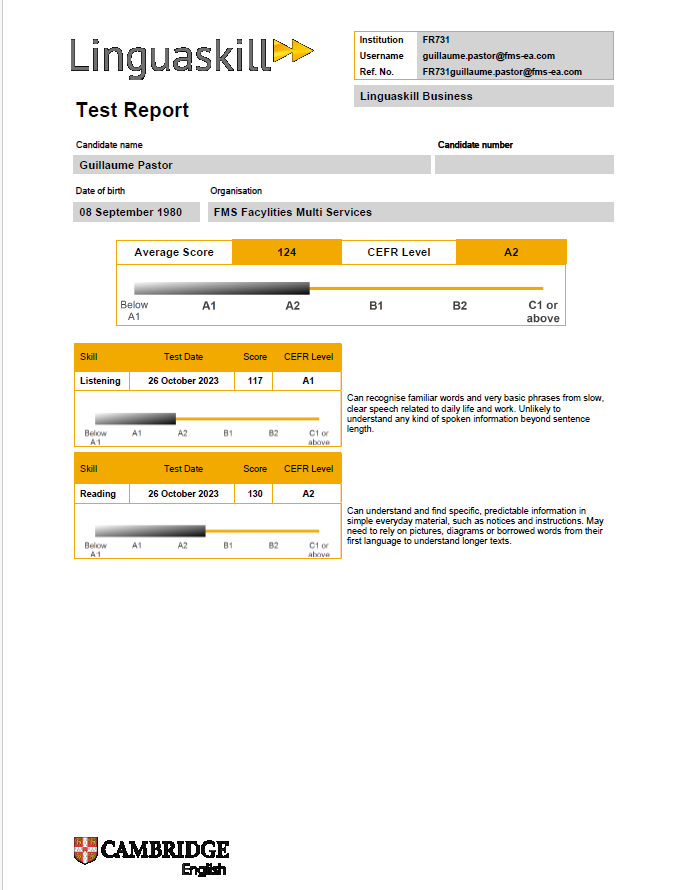 Linguaskill
Institution FR731
Username guillaume.pastor@fms-ea.com
Ref. No. FR731guillaume.pastor@fms-ea.com
Linguaskill Business
Test Report
Candidate name Candidate number
Guillaume Pastor
Date of birth Organisation
08 September 1980 FMS Facylities Multi Services
Average Score 124 CEFR Level A2
Below A1 A1 A2 B1 B2 C1 or above
Skill Test Date Score CEFR Level
Listening 26 October 2023 117 A1
Can recognise familiar words and very basic phrases from slow,
clear speech related to daily life and work. Unlikely to
understand any kind of spoken information beyond sentence
length.
Below A1 A1 A2 B1 B2 C1 or above
Skill Test Date Score CEFR Level
Reading 26 October 2023 130 A2
Can understand and find specific, predictable information in
simple everyday material, such as notices and instructions. May
need to rely on pictures, diagrams or borrowed words from their
first language to understand longer texts.
Below A1 A1 A2 B1 B2 C1 or above
CAMBRIDGE
English